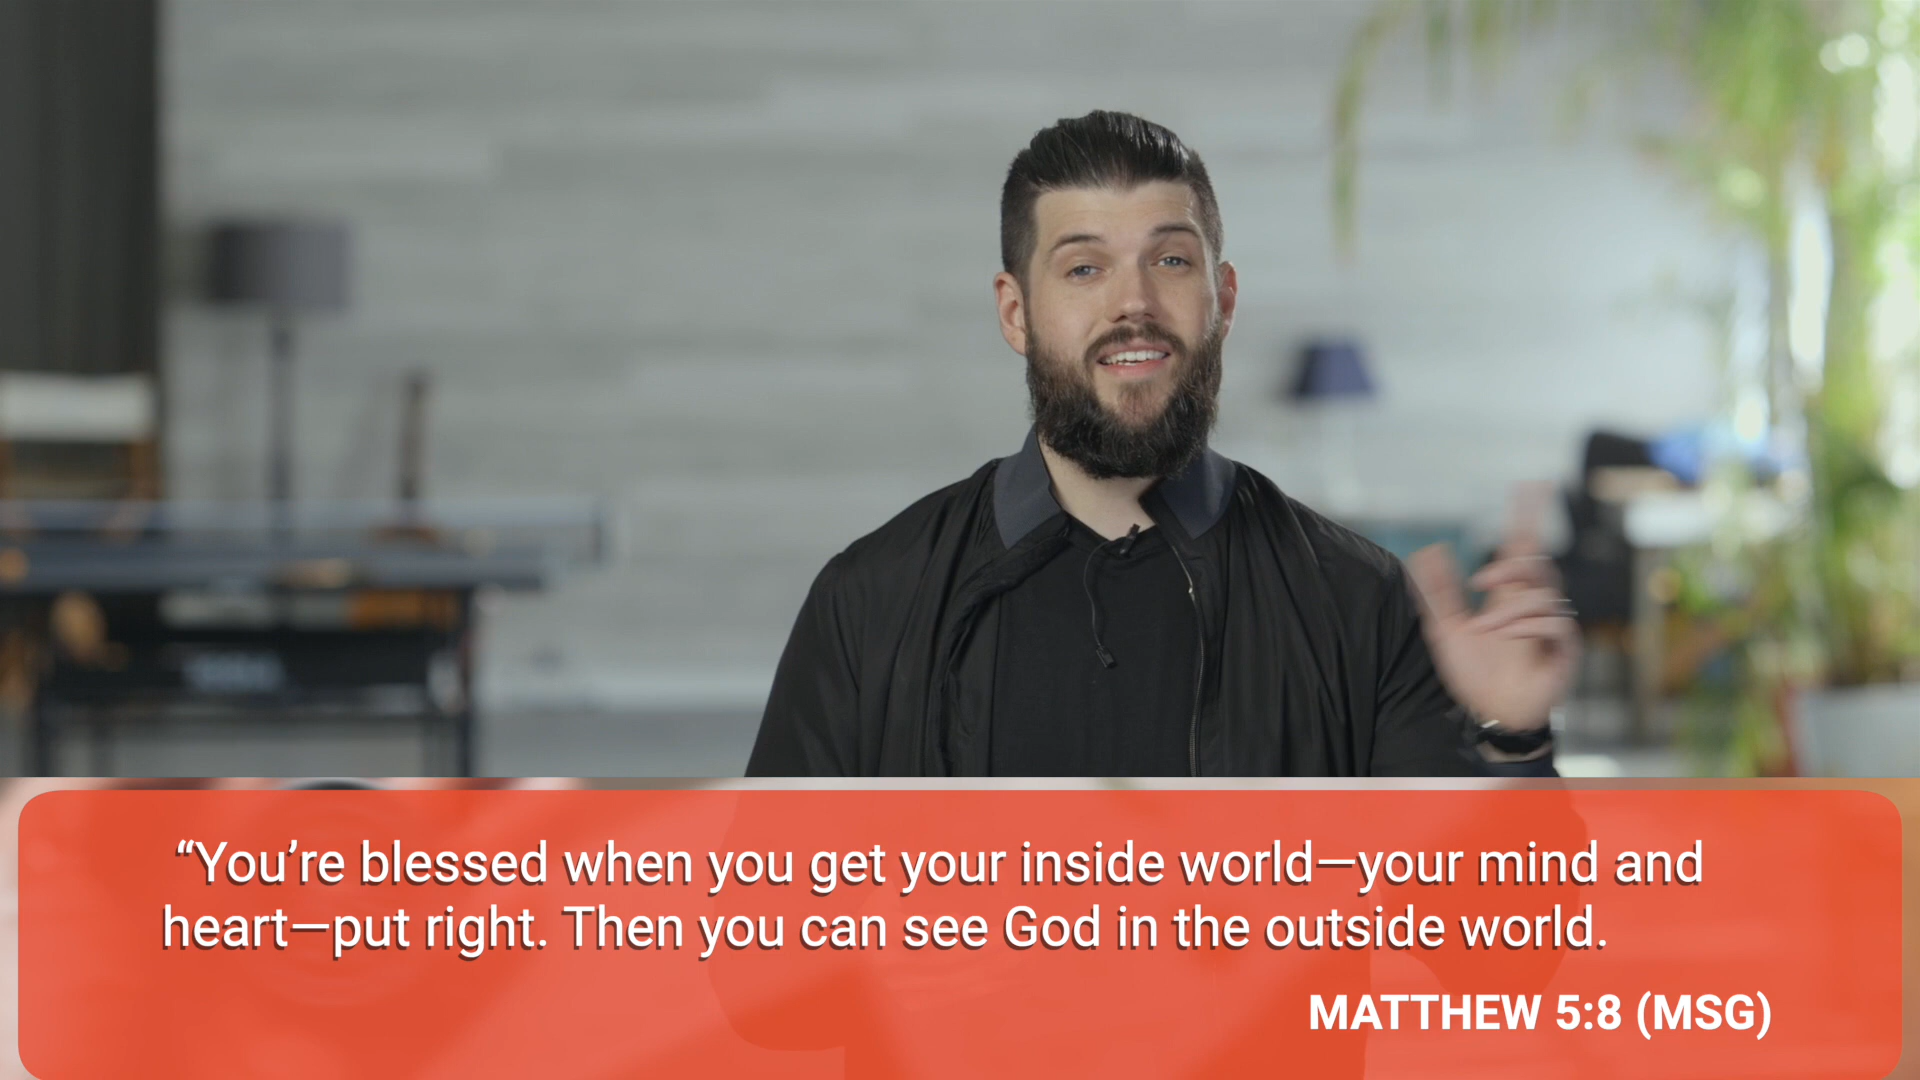 “You’re blessed when you get your inside world—your mind and
heart—put right. Then you can see God in the outside world.
MATTHEW 5:8 (MSG)